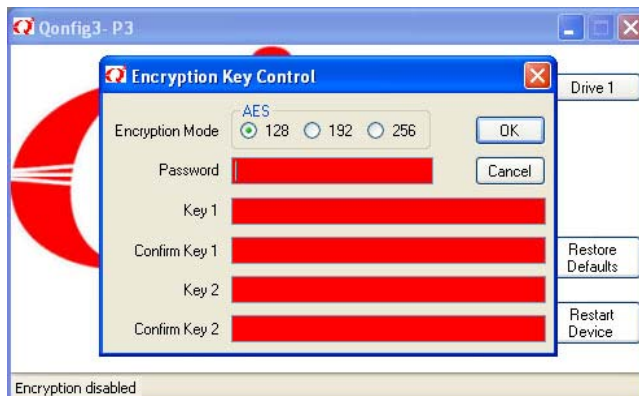 Qonfig3- P3
Encryption Key Control
Drive 1
AES
Encryption Mode 128 192 256 OK
Password Cancel
Key 1
Confirm Key 1
Restore
Defaults
Key 2
Confirm Key 2
Restart
Device
Encryption disabled